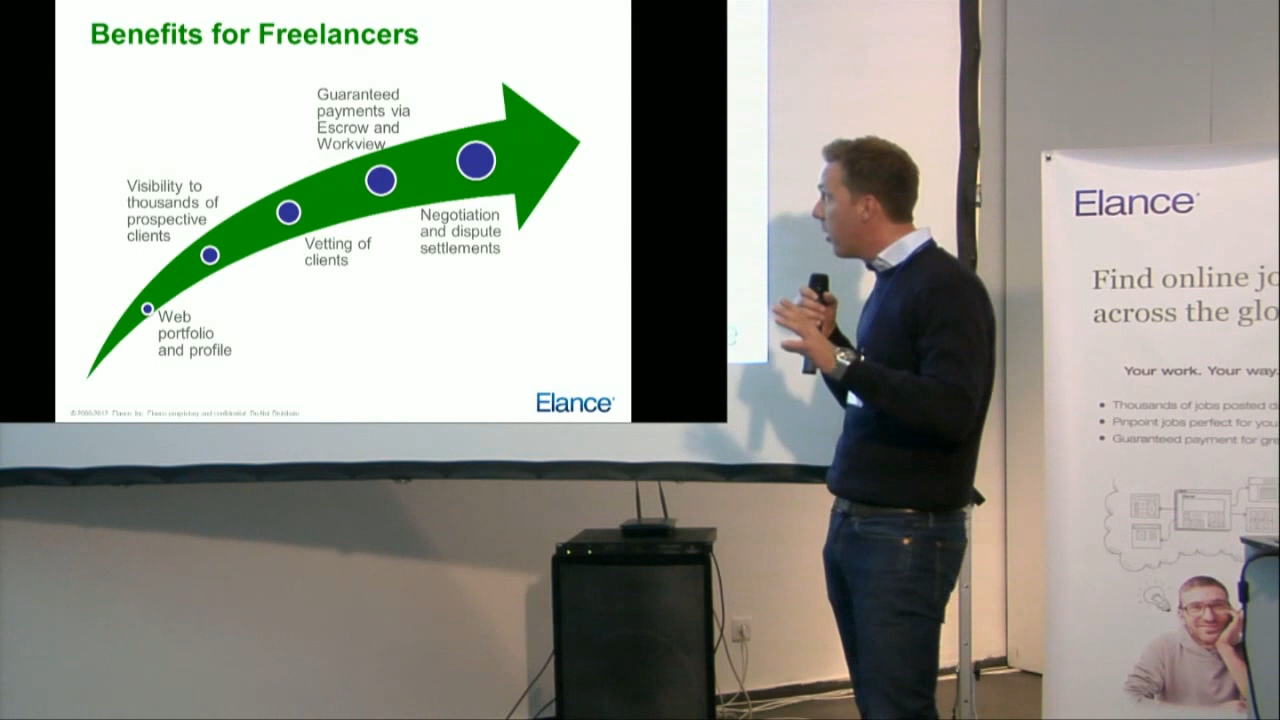 Benefits for Freelancers
Guaranteed
payments via
Escrow and
Workview
Visibility to
thousands of
prospective
clients
Negotiation
and dispute
settlements
Vetting of
clients
Web
portfolio
and profile
Elance
Elance
Find online jo
across the glo
Your work. Your way.
• Thousands of jobs posted d
• Pinpoint jobs perfect for you
• Guaranteed payment for gre